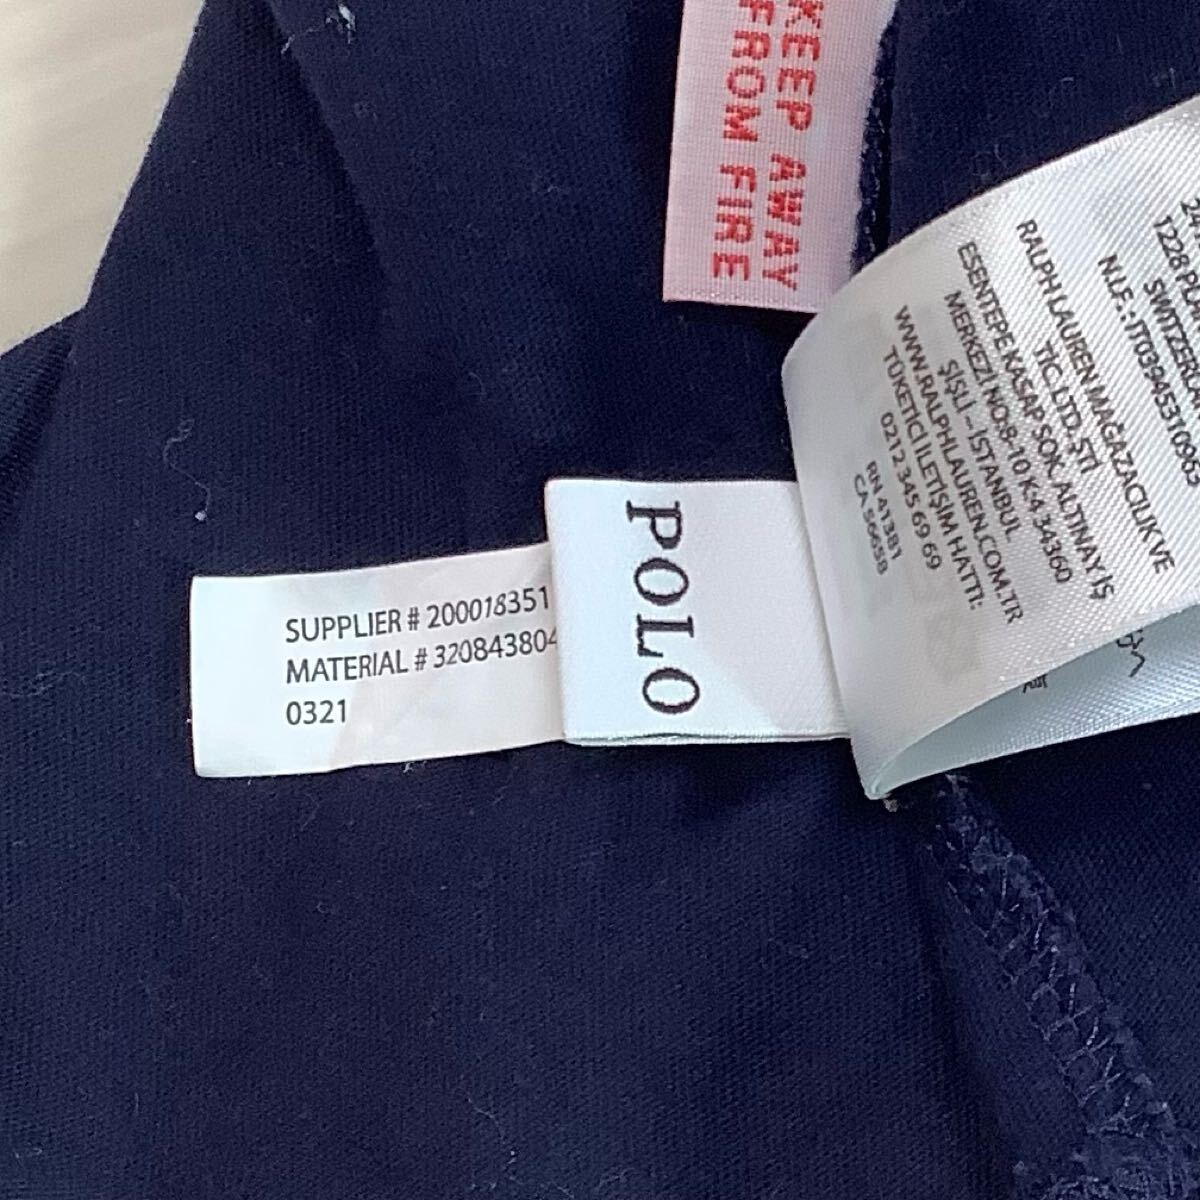 KEEP AWAY
FROM FIRE
SUPPLIER # 200018351
MATERIAL # 320843804
0321
POLO
1228 PL
N.I.F.: IT03945310965
RALPH LAUREN MAĞAZACILIK VE
TİC. LTD. ŞTİ
ESENTEPE KASAP SOK. ALTINAY İŞ
MERKEZİ NO:8-10 K:4 34360
ŞİŞLİ – İSTANBUL
WWW.RALPHLAUREN.COM.TR
TÜKETİCİ İLETİŞİM HATTI:
0212 345 69 69
RN 41381
CA 56658